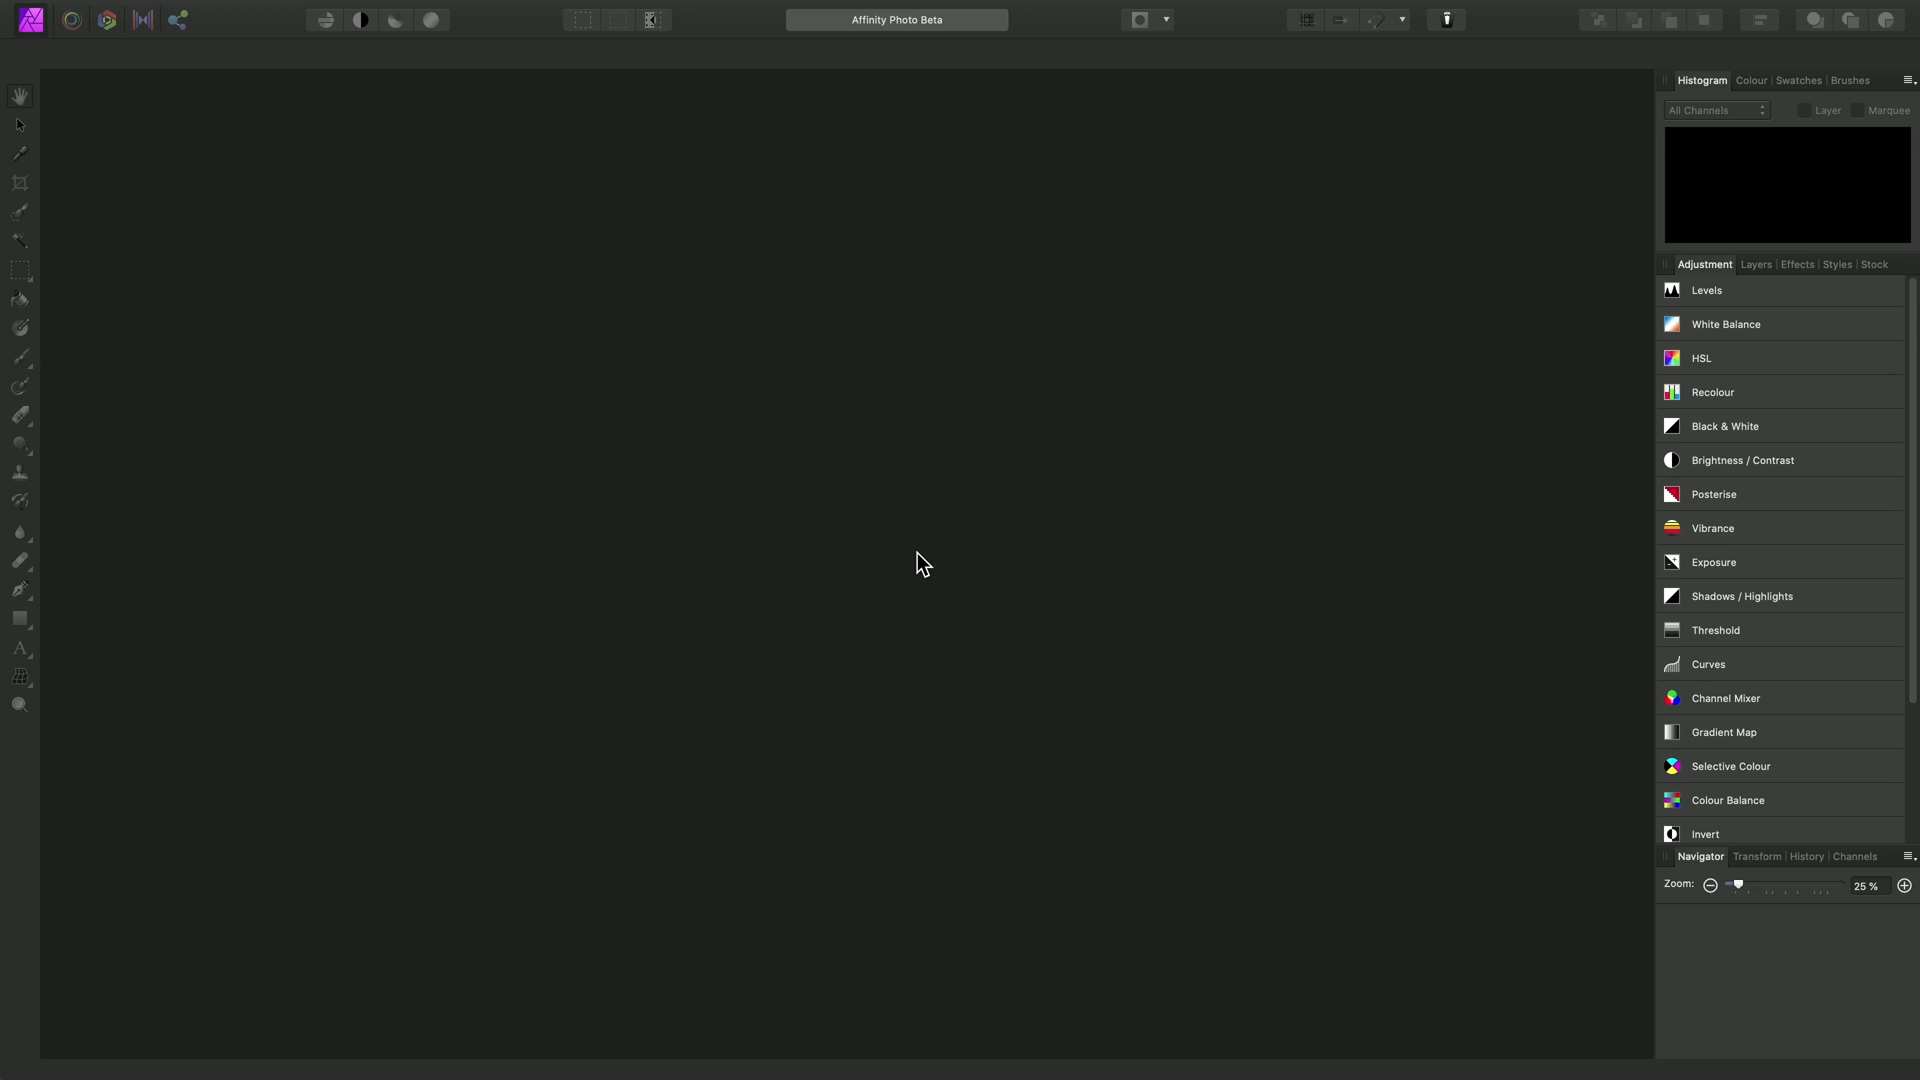 Affinity Photo Beta
Histogram Colour Swatches Brushes
All Channels Layer Marquee
Adjustment Layers Effects Styles Stock
Levels
White Balance
HSL
Recolour
Black & White
Brightness / Contrast
Posterise
Vibrance
Exposure
Shadows / Highlights
Threshold
Curves
Channel Mixer
Gradient Map
Selective Colour
Colour Balance
Invert
Navigator Transform History Channels
Zoom: 25 %